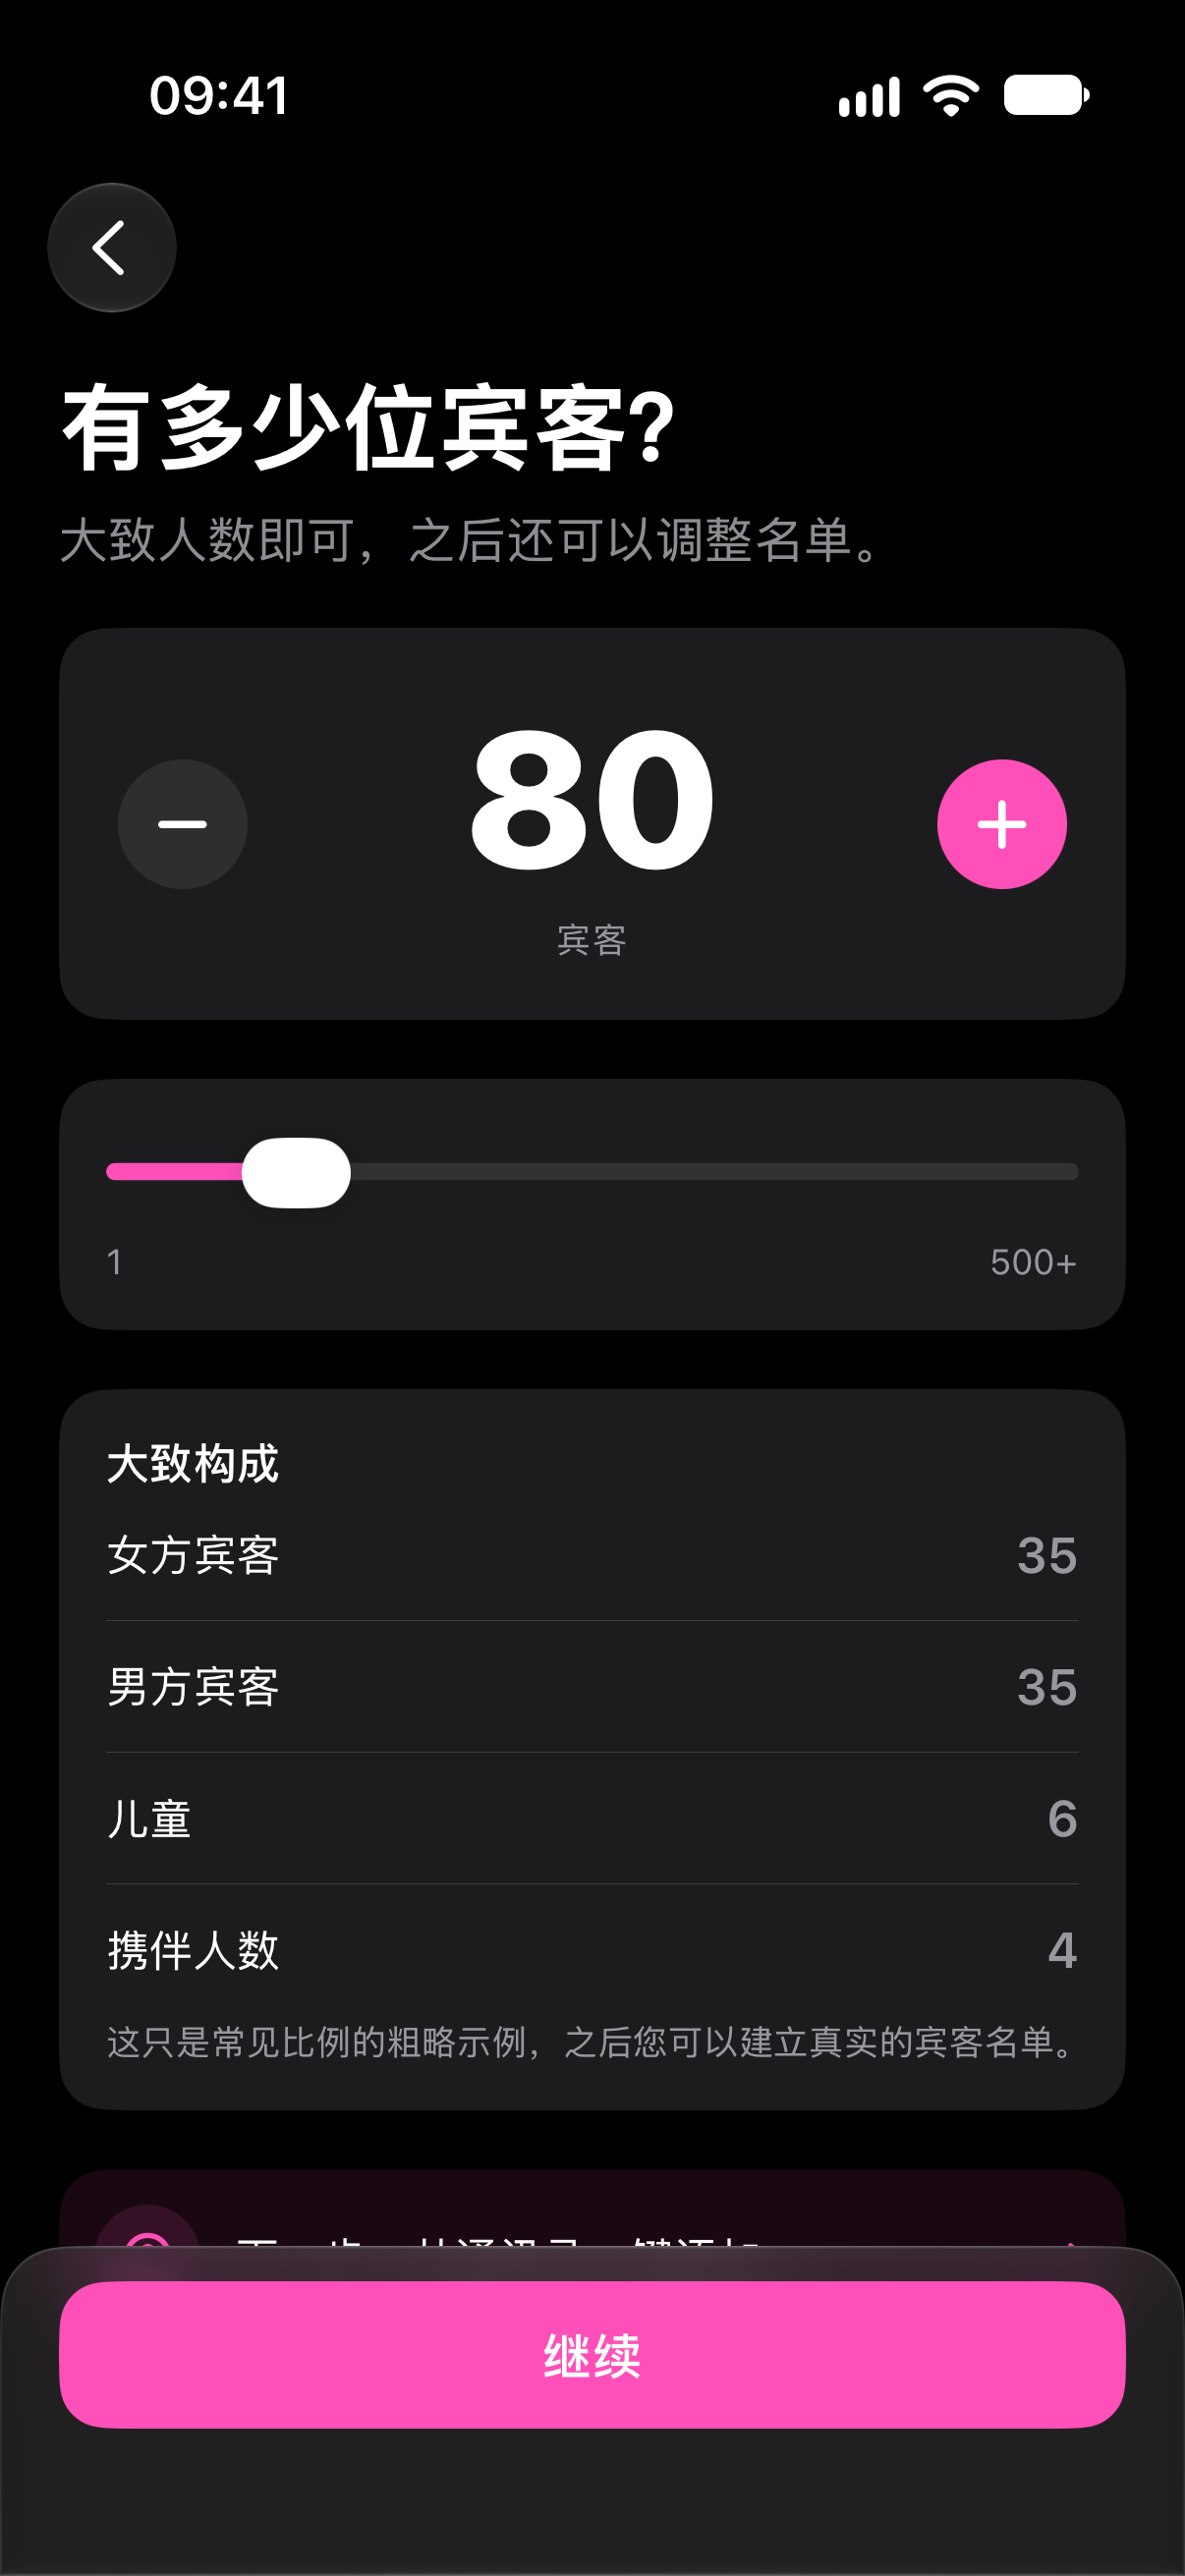 09:41
有多少位宾客?
大致人数即可，之后还可以调整名单。
80
宾客
1
500+
大致构成
女方宾客
35
男方宾客
35
儿童
6
携伴人数
4
这只是常见比例的粗略示例，之后您可以建立真实的宾客名单。
继续